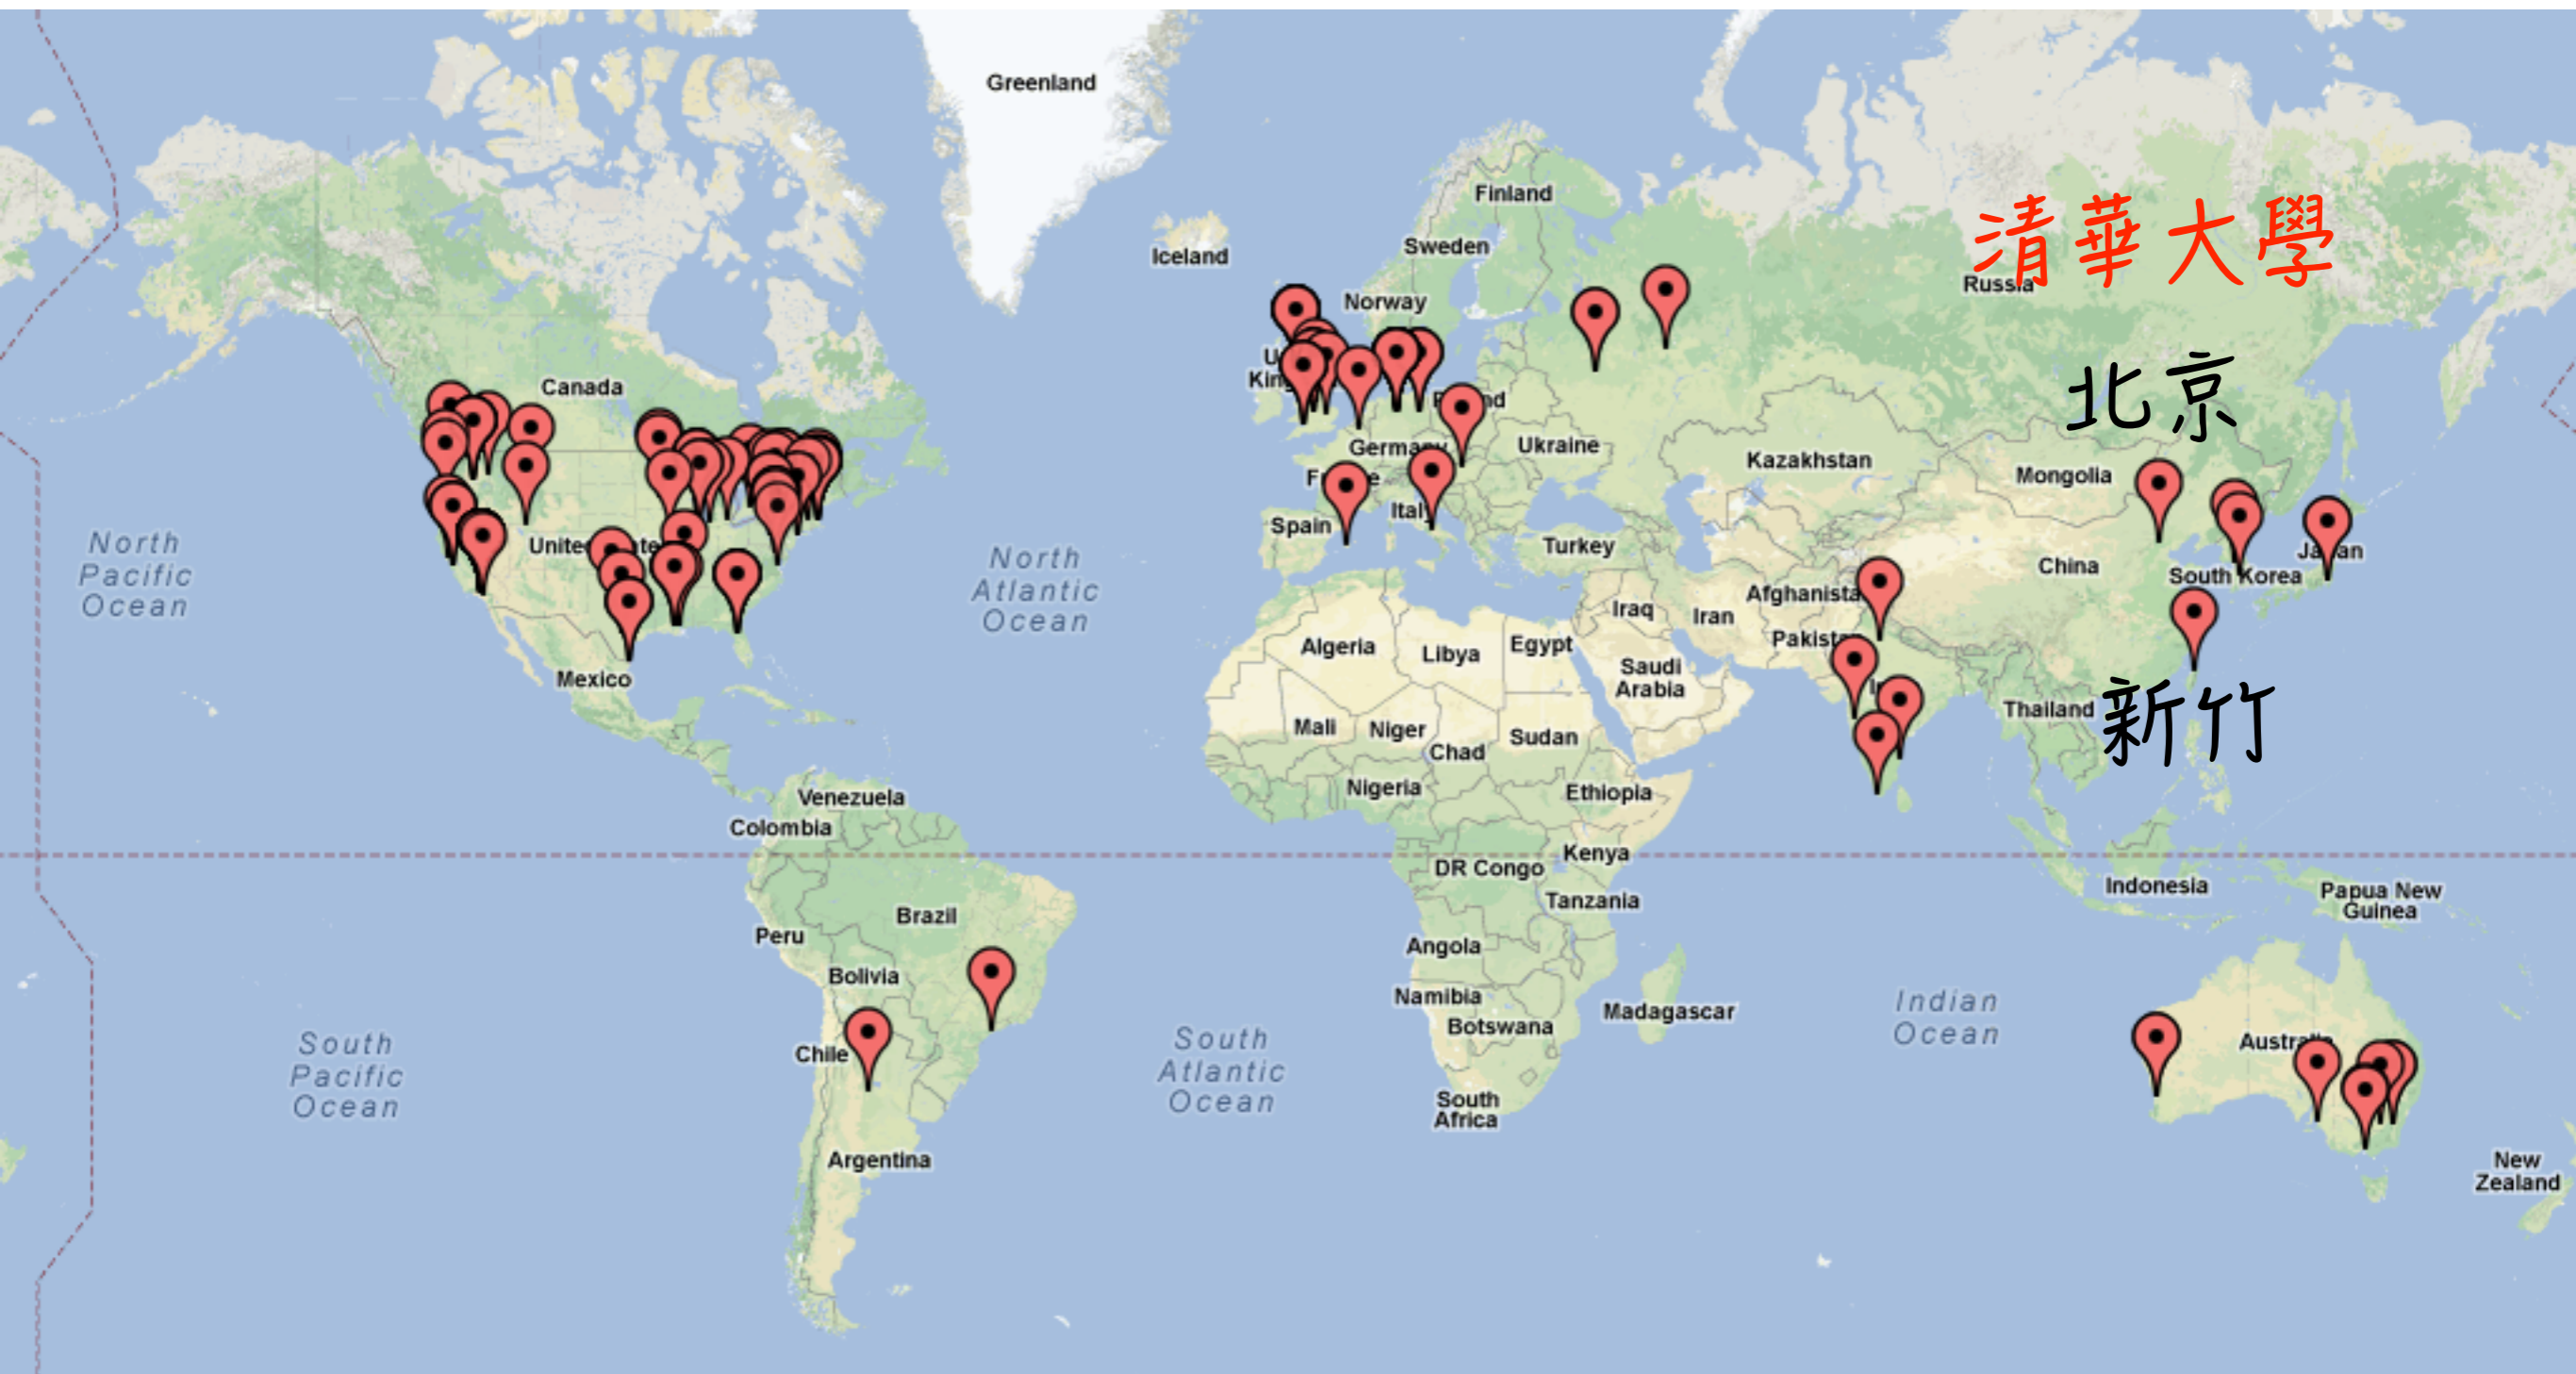 Greenland
Finland
清華大學
Sweden
Iceland
Russia
Norway
北京
Canada
Germany
Ukraine
Kazakhstan
Mongolia
Spain
Italy
Turkey
Japan
China
South Korea
North
Pacific
Ocean
North
Atlantic
Ocean
Iraq
Iran
Algeria
Libya
Egypt
Saudi
Arabia
Mexico
Thailand
新竹
Mali
Niger
Chad
Sudan
Nigeria
Ethiopia
Venezuela
Colombia
Kenya
DR Congo
Tanzania
Indonesia
Papua New
Guinea
Brazil
Peru
Bolivia
Angola
Namibia
Botswana
Madagascar
Indian
Ocean
Chile
South
Pacific
Ocean
South
Atlantic
Ocean
South
Africa
Argentina
New
Zealand